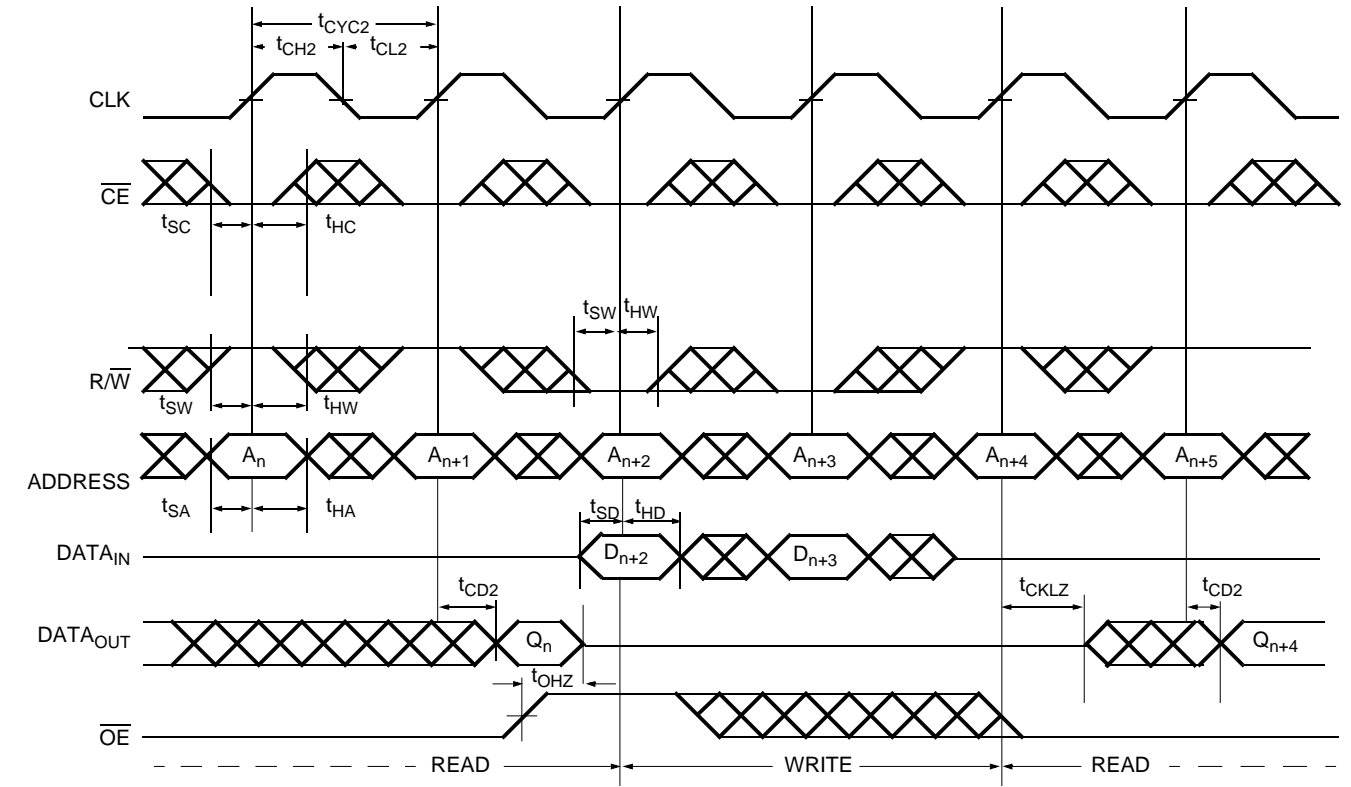 tCYC2
tCH2 tCL2
CLK
CE
tSC tHC
tSW tHW
R/W
tSW tHW
An An+1 An+2 An+3 An+4 An+5
ADDRESS
tSA tHA tSD tHD
DATAIN Dn+2 Dn+3
tCD2 tCKLZ tCD2
DATAOUT Qn Qn+4
tOHZ
OE
READ WRITE READ